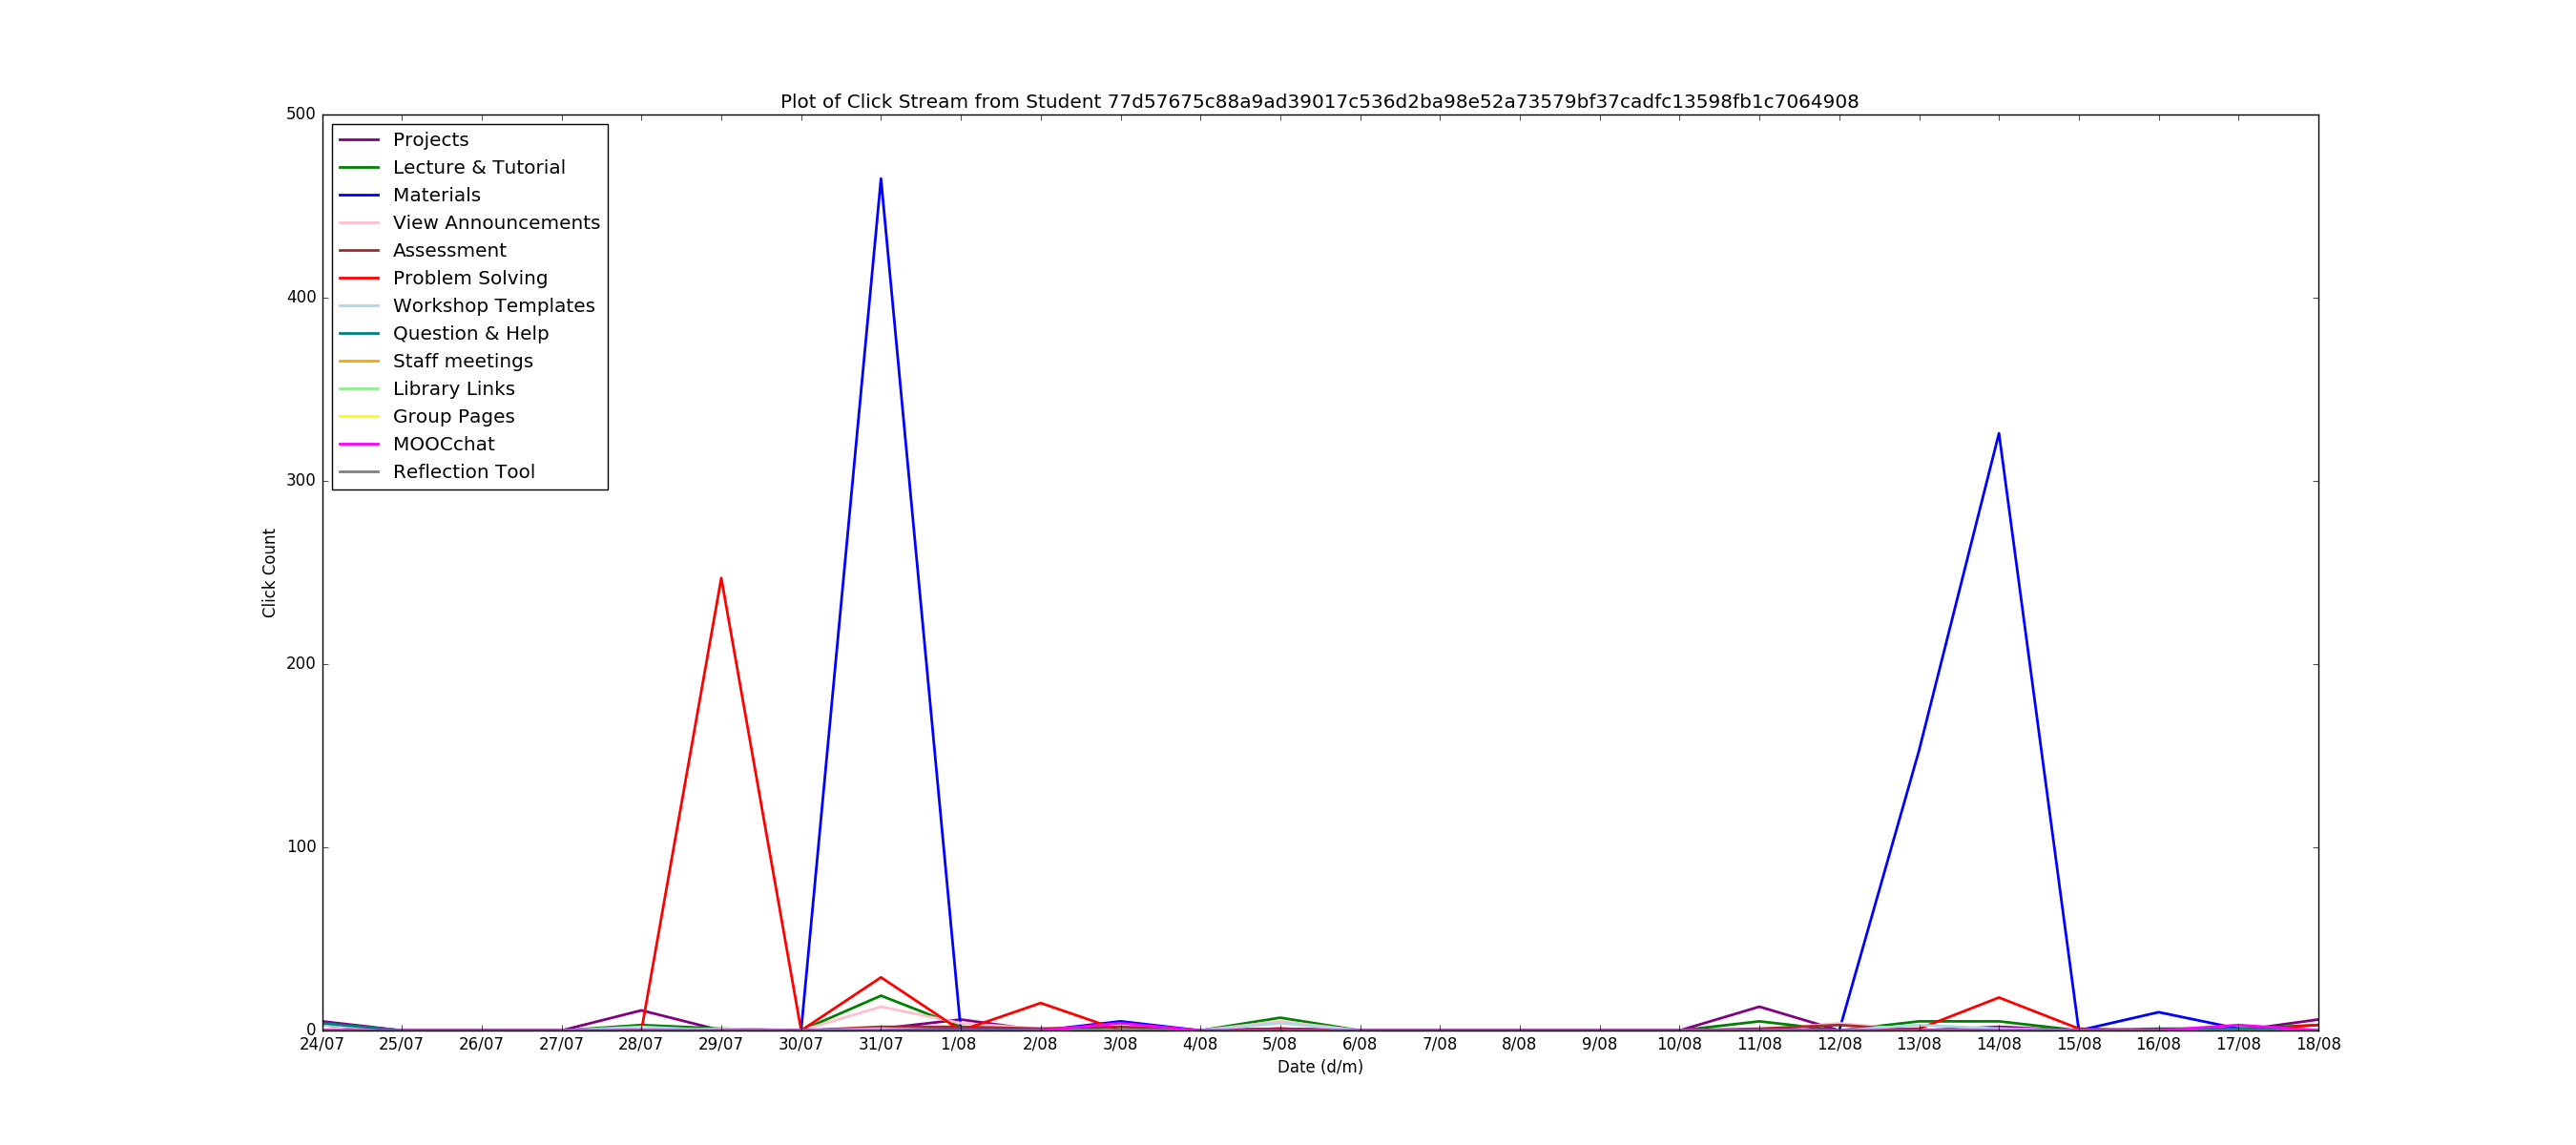 Plot of Click Stream from Student 77d57675c88a9ad39017c536d2ba98e52a73579bf37cadfc13598fb1c7064908
500
400
300
200
100
0
Click Count
Projects
Lecture & Tutorial
Materials
View Announcements
Assessment
Problem Solving
Workshop Templates
Question & Help
Staff meetings
Library Links
Group Pages
MOOCchat
Reflection Tool
24/07 25/07 26/07 27/07 28/07 29/07 30/07 31/07 1/08 2/08 3/08 4/08 5/08 6/08 7/08 8/08 9/08 10/08 11/08 12/08 13/08 14/08 15/08 16/08 17/08 18/08
Date (d/m)